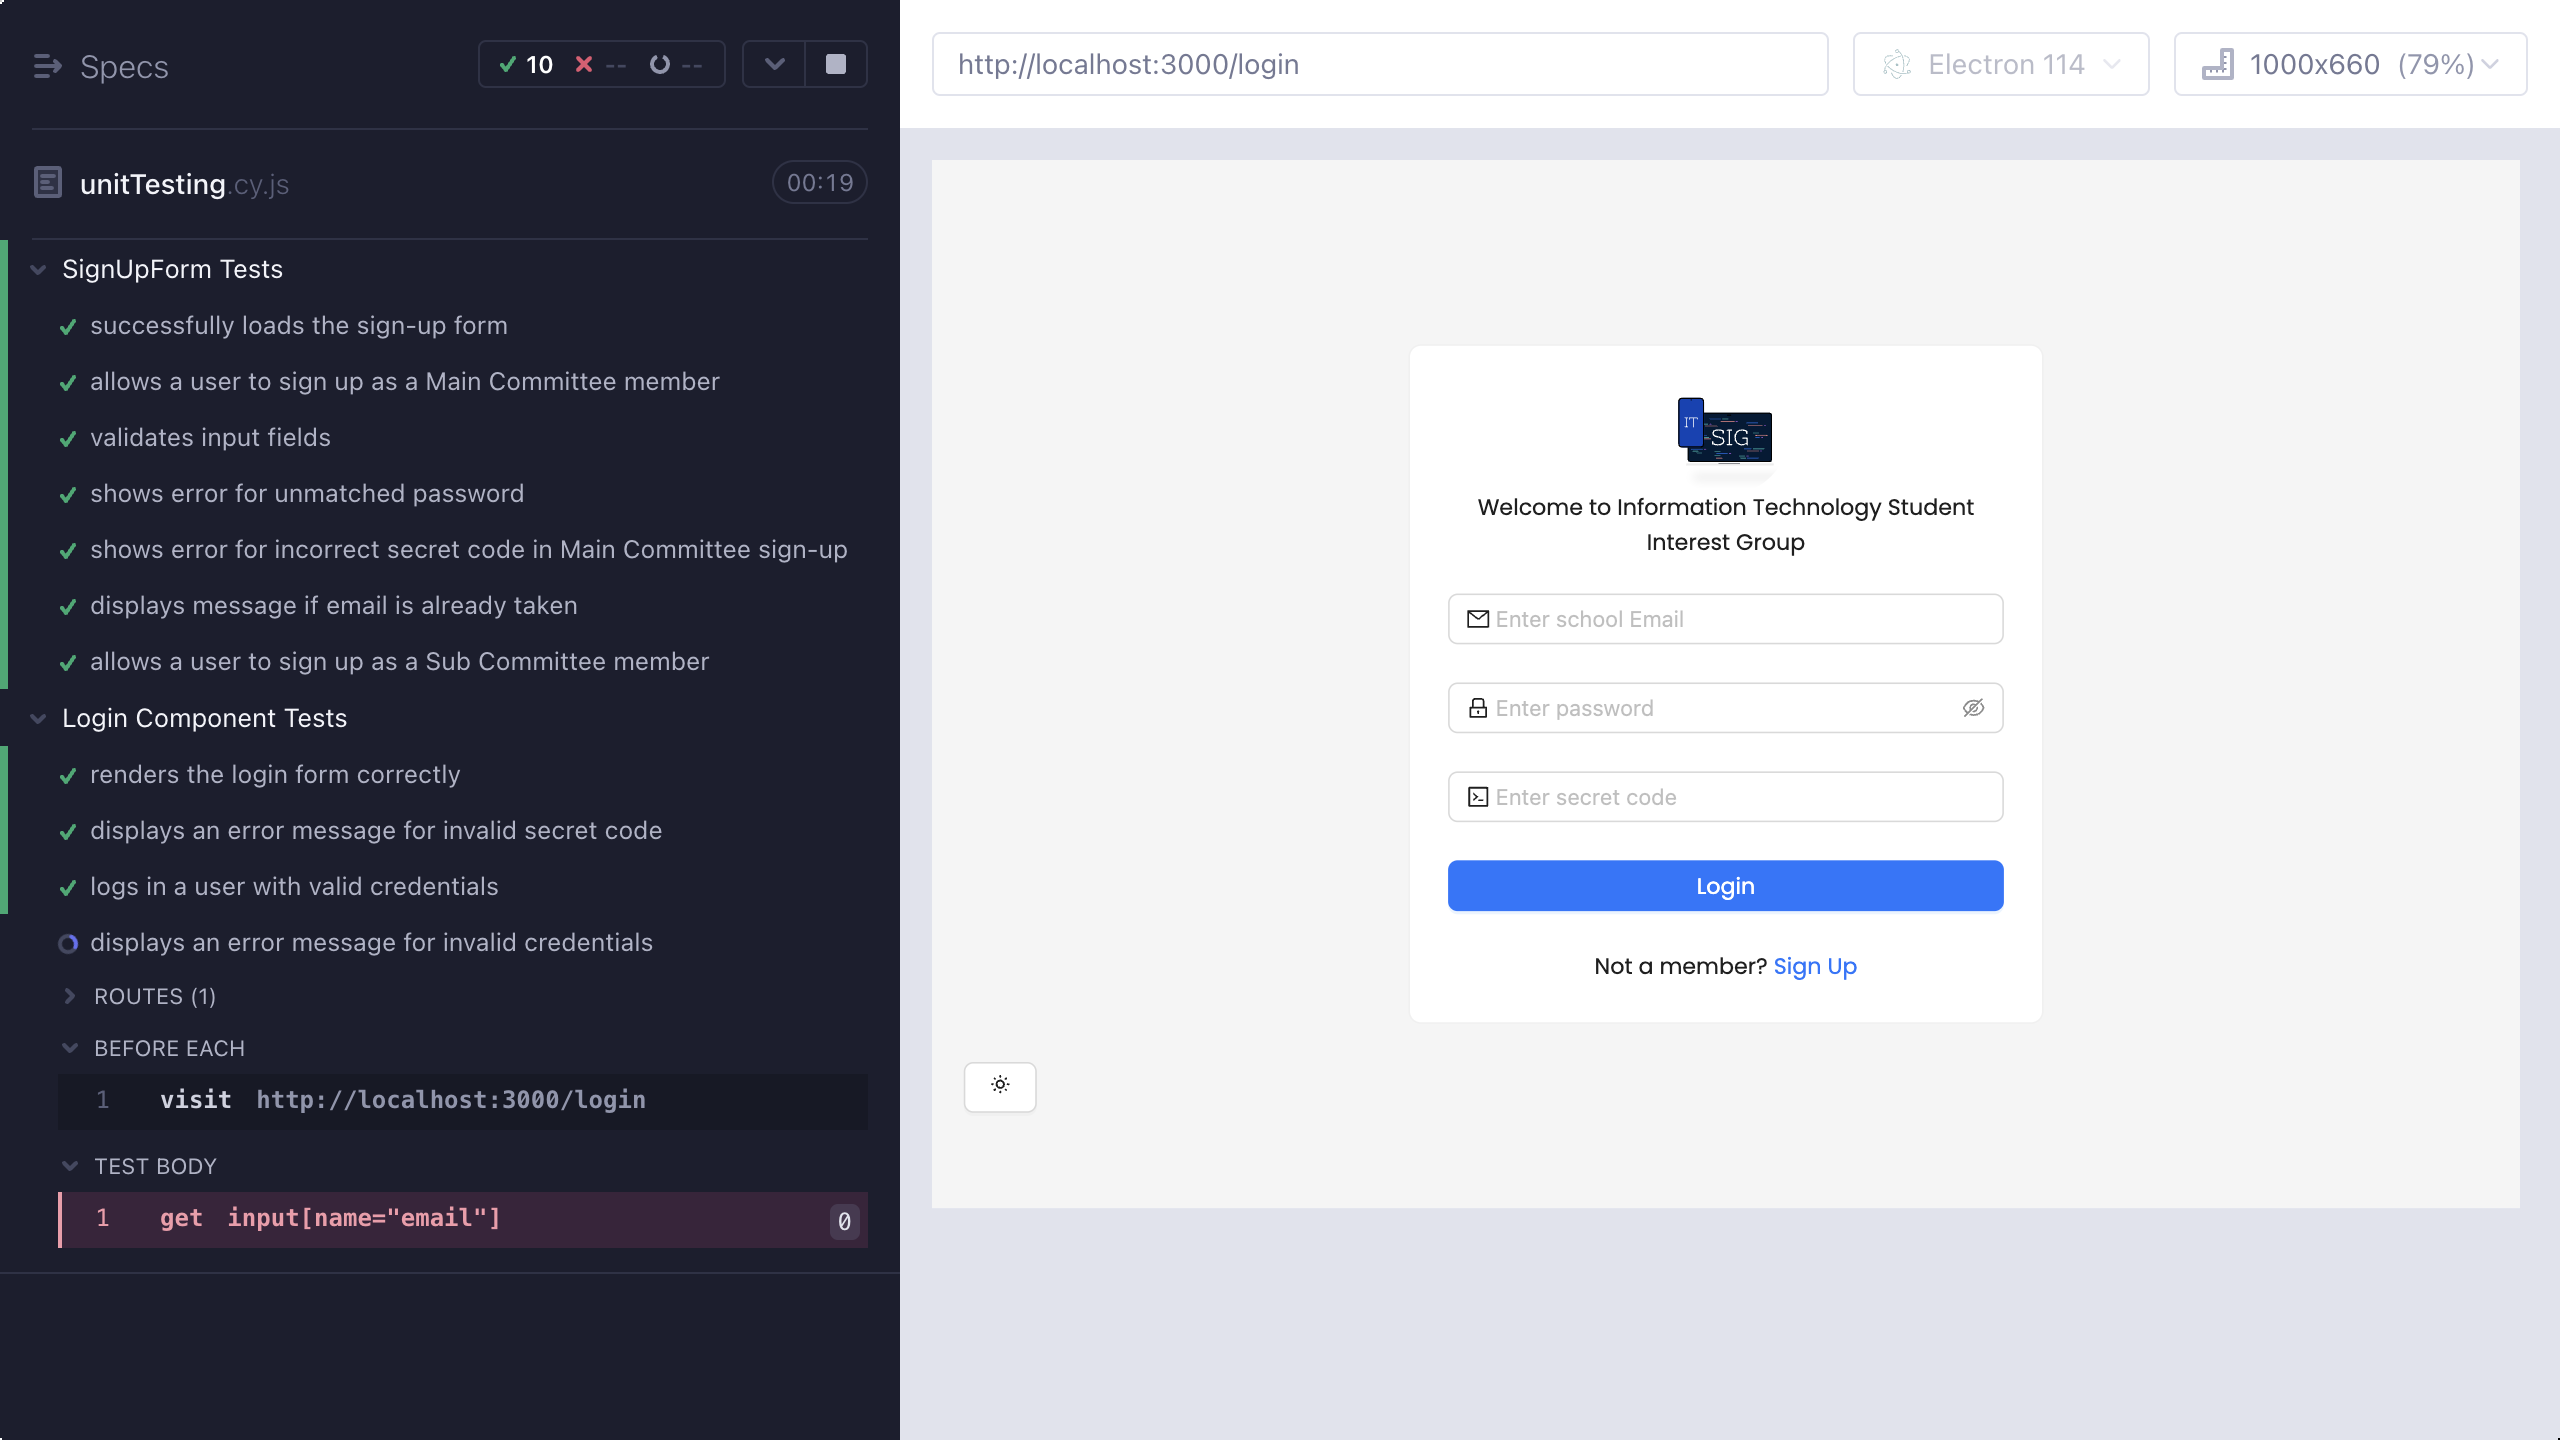 Specs
10 -- --
unitTesting.cy.js
00:19
SignUpForm Tests
successfully loads the sign-up form
allows a user to sign up as a Main Committee member
validates input fields
shows error for unmatched password
shows error for incorrect secret code in Main Committee sign-up
displays message if email is already taken
allows a user to sign up as a Sub Committee member
Login Component Tests
renders the login form correctly
displays an error message for invalid secret code
logs in a user with valid credentials
displays an error message for invalid credentials
ROUTES (1)
BEFORE EACH
1 visit http://localhost:3000/login
TEST BODY
1 get input[name="email"] 0
http://localhost:3000/login
Electron 114
1000x660 (79%)
IT
SIG
Welcome to Information Technology Student
Interest Group
Enter school Email
Enter password
Enter secret code
Login
Not a member? Sign Up